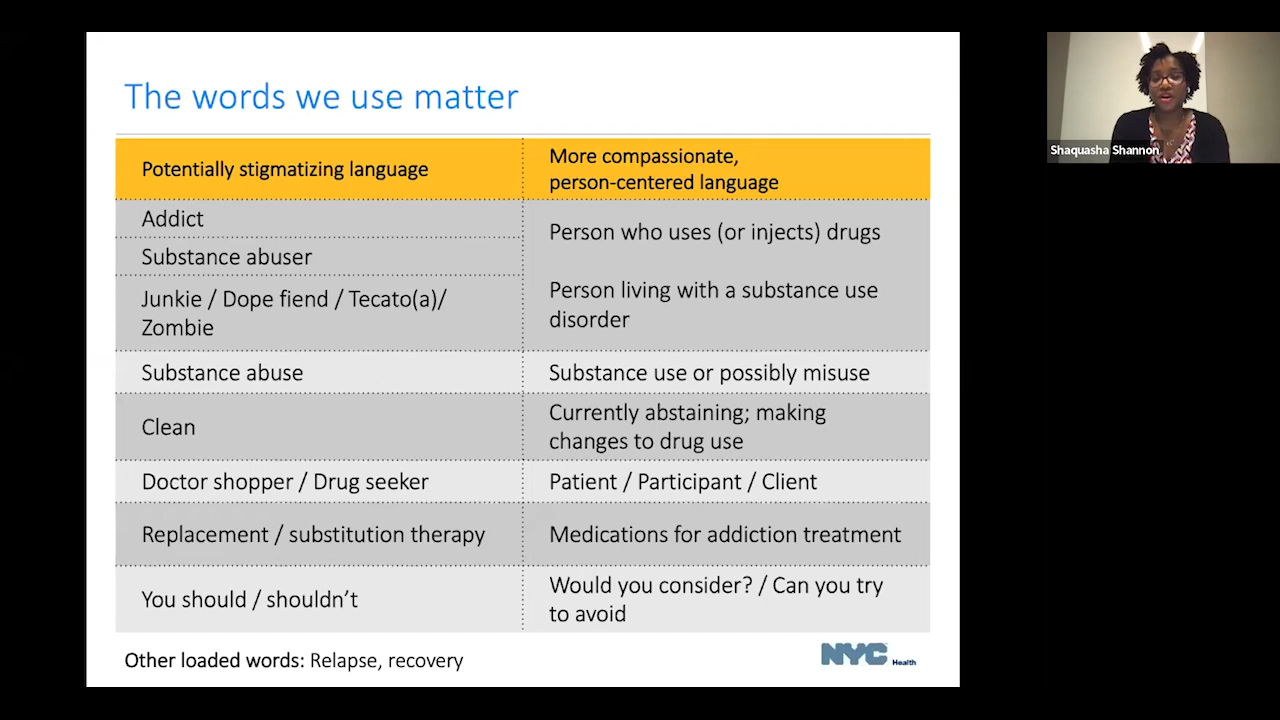 The words we use matter
Potentially stigmatizing language
More compassionate,
person-centered language
Addict
Substance abuser
Junkie / Dope fiend / Tecato(a)/
Zombie
Person who uses (or injects) drugs
Person living with a substance use
disorder
Substance abuse
Substance use or possibly misuse
Clean
Currently abstaining; making
changes to drug use
Doctor shopper / Drug seeker
Patient / Participant / Client
Replacement / substitution therapy
Medications for addiction treatment
You should / shouldn’t
Would you consider? / Can you try
to avoid
Other loaded words: Relapse, recovery
NYC Health
Shaquasha Shannon